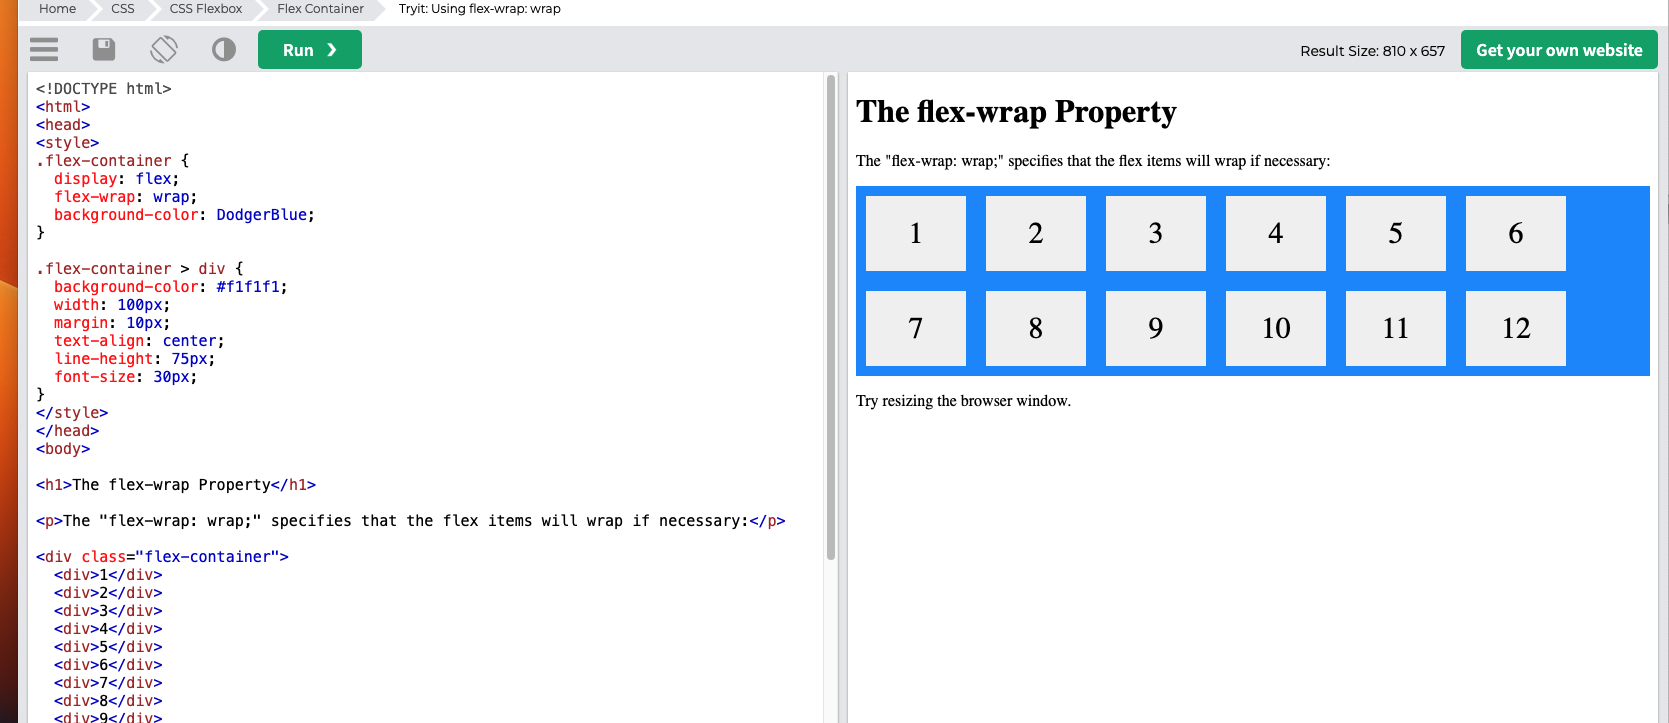 Home CSS CSS Flexbox Flex Container Tryit: Using flex-wrap: wrap
Run ❯ Result Size: 810 x 657 Get your own website
<!DOCTYPE html>
<html>
<head>
<style>
.flex-container {
  display: flex;
  flex-wrap: wrap;
  background-color: DodgerBlue;
}

.flex-container > div {
  background-color: #f1f1f1;
  width: 100px;
  margin: 10px;
  text-align: center;
  line-height: 75px;
  font-size: 30px;
}
</style>
</head>
<body>

<h1>The flex-wrap Property</h1>

<p>The "flex-wrap: wrap;" specifies that the flex items will wrap if necessary:</p>

<div class="flex-container">
  <div>1</div>
  <div>2</div>
  <div>3</div>
  <div>4</div>
  <div>5</div>
  <div>6</div>
  <div>7</div>
  <div>8</div>
  <div>9</div>
The flex-wrap Property
The "flex-wrap: wrap;" specifies that the flex items will wrap if necessary:
1 2 3 4 5 6
7 8 9 10 11 12
Try resizing the browser window.